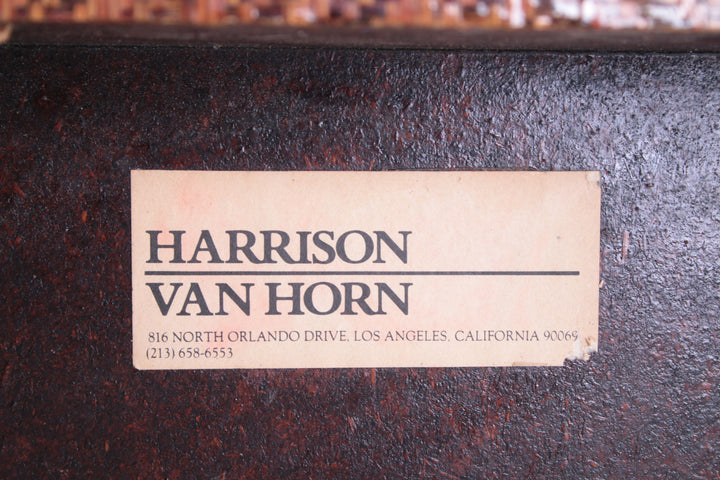 HARRISON
VAN HORN
816 NORTH ORLANDO DRIVE, LOS ANGELES, CALIFORNIA 90069
(213) 658-6553